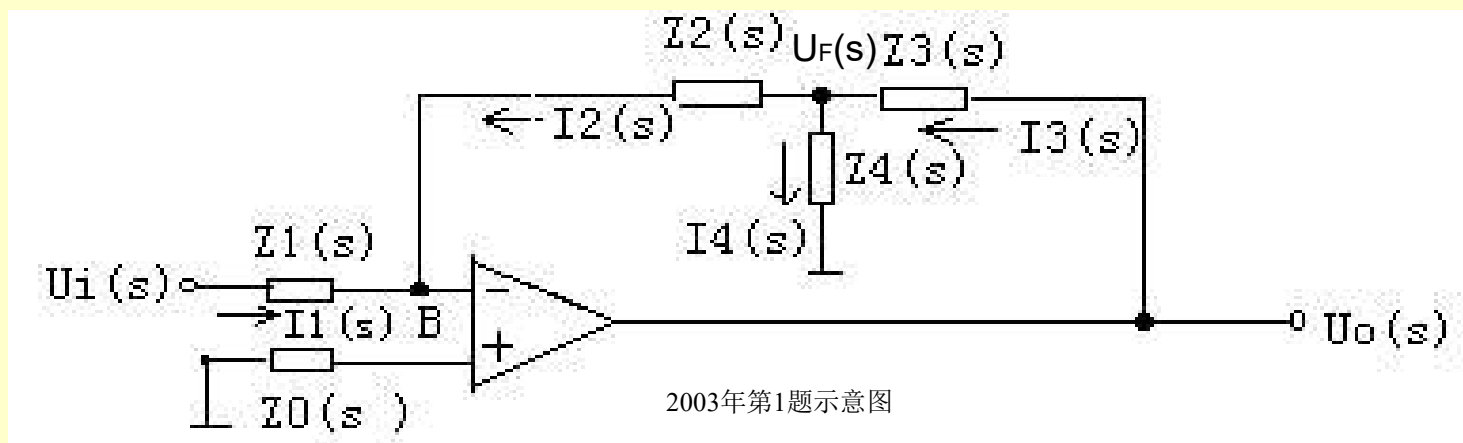 Z2(s)
UF(s)
Z3(s)
I2(s)
I3(s)
Z4(s)
I4(s)
Z1(s)
Ui(s)
I1(s)
B
-
+
Uo(s)
Z0(s )
2003年第1题示意图